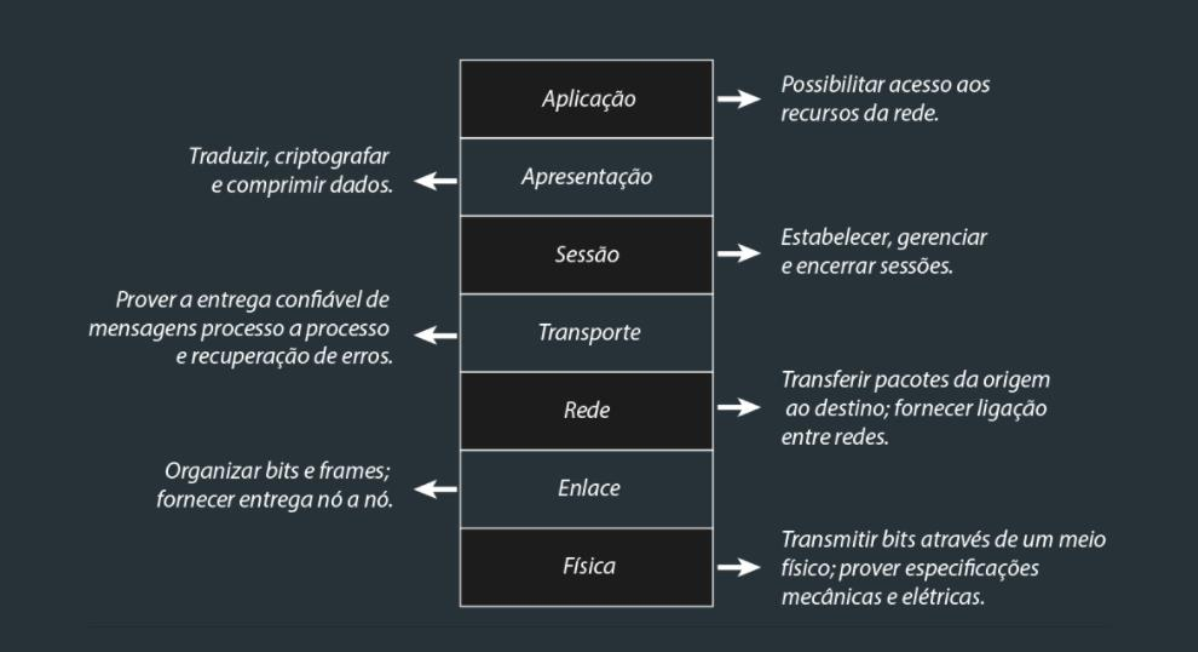 Aplicação
Possibilitar acesso aos
recursos da rede.
Traduzir, criptografar
e comprimir dados.
Apresentação
Sessão
Estabelecer, gerenciar
e encerrar sessões.
Prover a entrega confiável de
mensagens processo a processo
e recuperação de erros.
Transporte
Rede
Transferir pacotes da origem
ao destino; fornecer ligação
entre redes.
Organizar bits e frames;
fornecer entrega nó a nó.
Enlace
Física
Transmitir bits através de um meio
físico; prover especificações
mecânicas e elétricas.